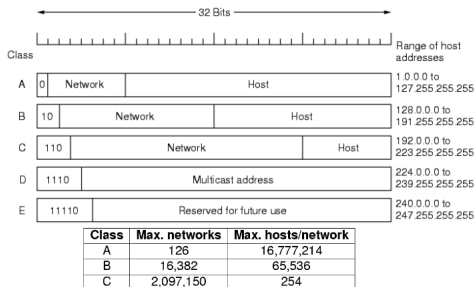 32 Bits
Range of host
addresses
Class
A 0 Network Host 1.0.0.0 to
127.255.255.255
B 10 Network Host 128.0.0.0 to
191.255.255.255
C 110 Network Host 192.0.0.0 to
223.255.255.255
D 1110 Multicast address 224.0.0.0 to
239.255.255.255
E 11110 Reserved for future use 240.0.0.0 to
247.255.255.255
Class Max. networks Max. hosts/network
A 126 16,777,214
B 16,382 65,536
C 2,097,150 254